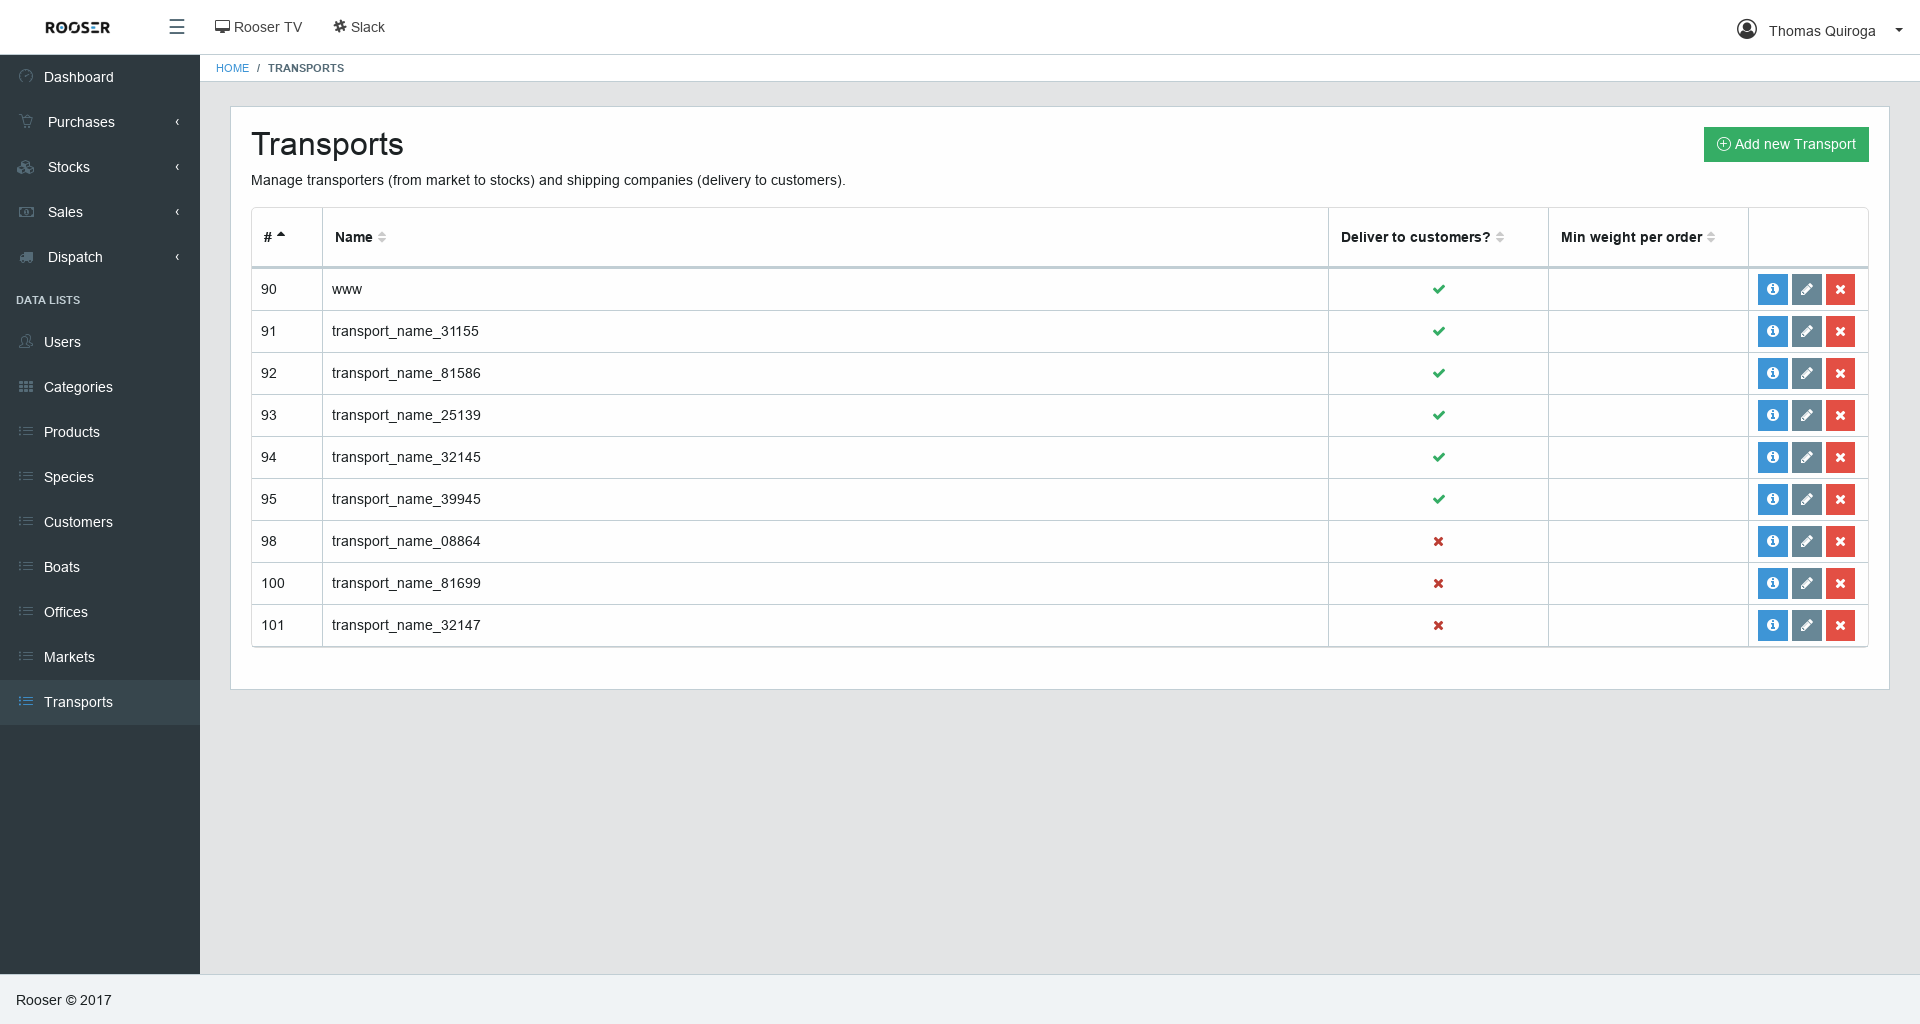 ROOSER
Rooser TV
Slack
Thomas Quiroga
HOME / TRANSPORTS
Dashboard
Purchases
Stocks
Sales
Dispatch
DATA LISTS
Users
Categories
Products
Species
Customers
Boats
Offices
Markets
Transports
Transports
Add new Transport
Manage transporters (from market to stocks) and shipping companies (delivery to customers).
# Name Deliver to customers? Min weight per order
90 www
91 transport_name_31155
92 transport_name_81586
93 transport_name_25139
94 transport_name_32145
95 transport_name_39945
98 transport_name_08864
100 transport_name_81699
101 transport_name_32147
Rooser © 2017